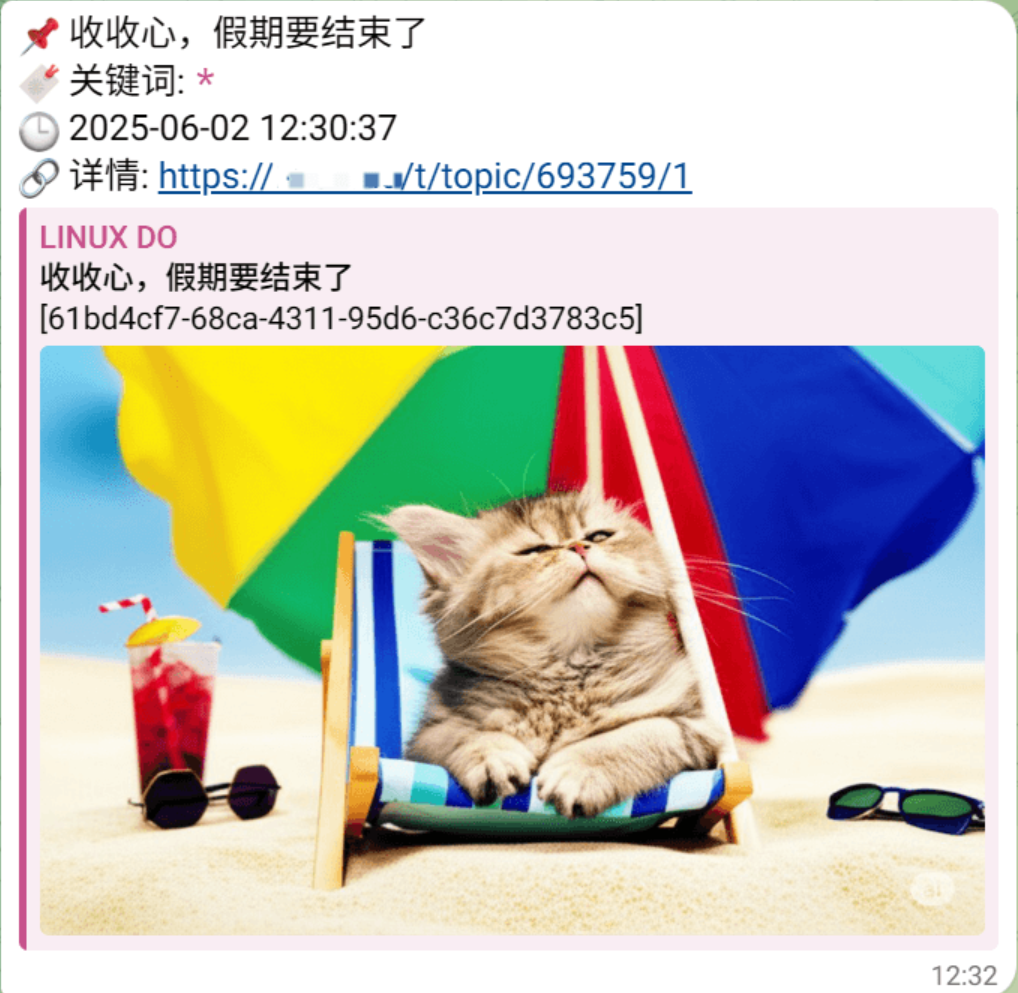 收收心，假期要结束了
关键词: *
2025-06-02 12:30:37
详情: https:// /t/topic/693759/1
LINUX DO
收收心，假期要结束了
[61bd4cf7-68ca-4311-95d6-c36c7d3783c5]
ai
12:32